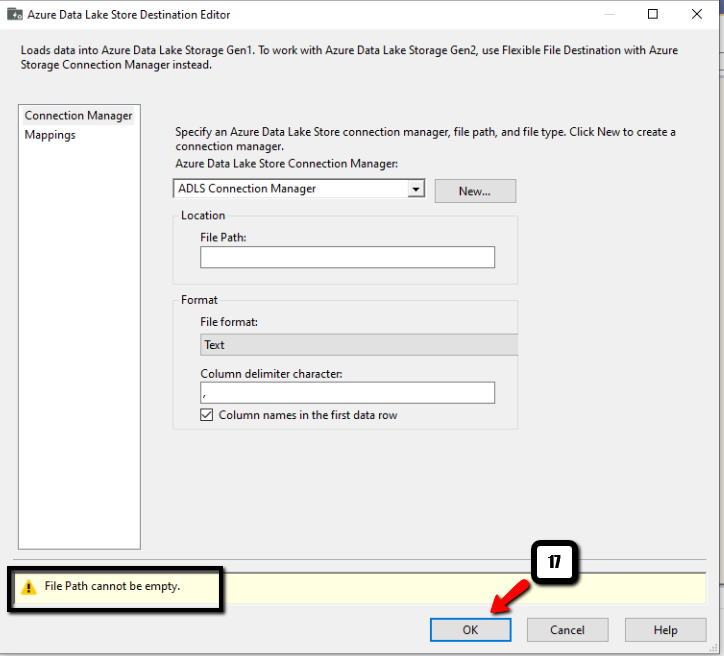 Azure Data Lake Store Destination Editor
Loads data into Azure Data Lake Storage Gen1. To work with Azure Data Lake Storage Gen2, use Flexible File Destination with Azure
Storage Connection Manager instead.
Connection Manager
Mappings
Specify an Azure Data Lake Store connection manager, file path, and file type. Click New to create a
connection manager.
Azure Data Lake Store Connection Manager:
ADLS Connection Manager
New...
Location
File Path:
Format
File format:
Text
Column delimiter character:
,
Column names in the first data row
17
File Path cannot be empty.
OK
Cancel
Help